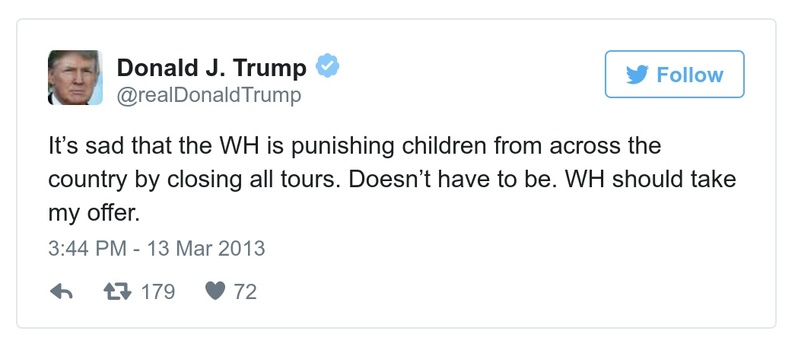 Donald J. Trump
@realDonaldTrump
Follow
It’s sad that the WH is punishing children from across the
country by closing all tours. Doesn’t have to be. WH should take
my offer.
3:44 PM - 13 Mar 2013
179 72